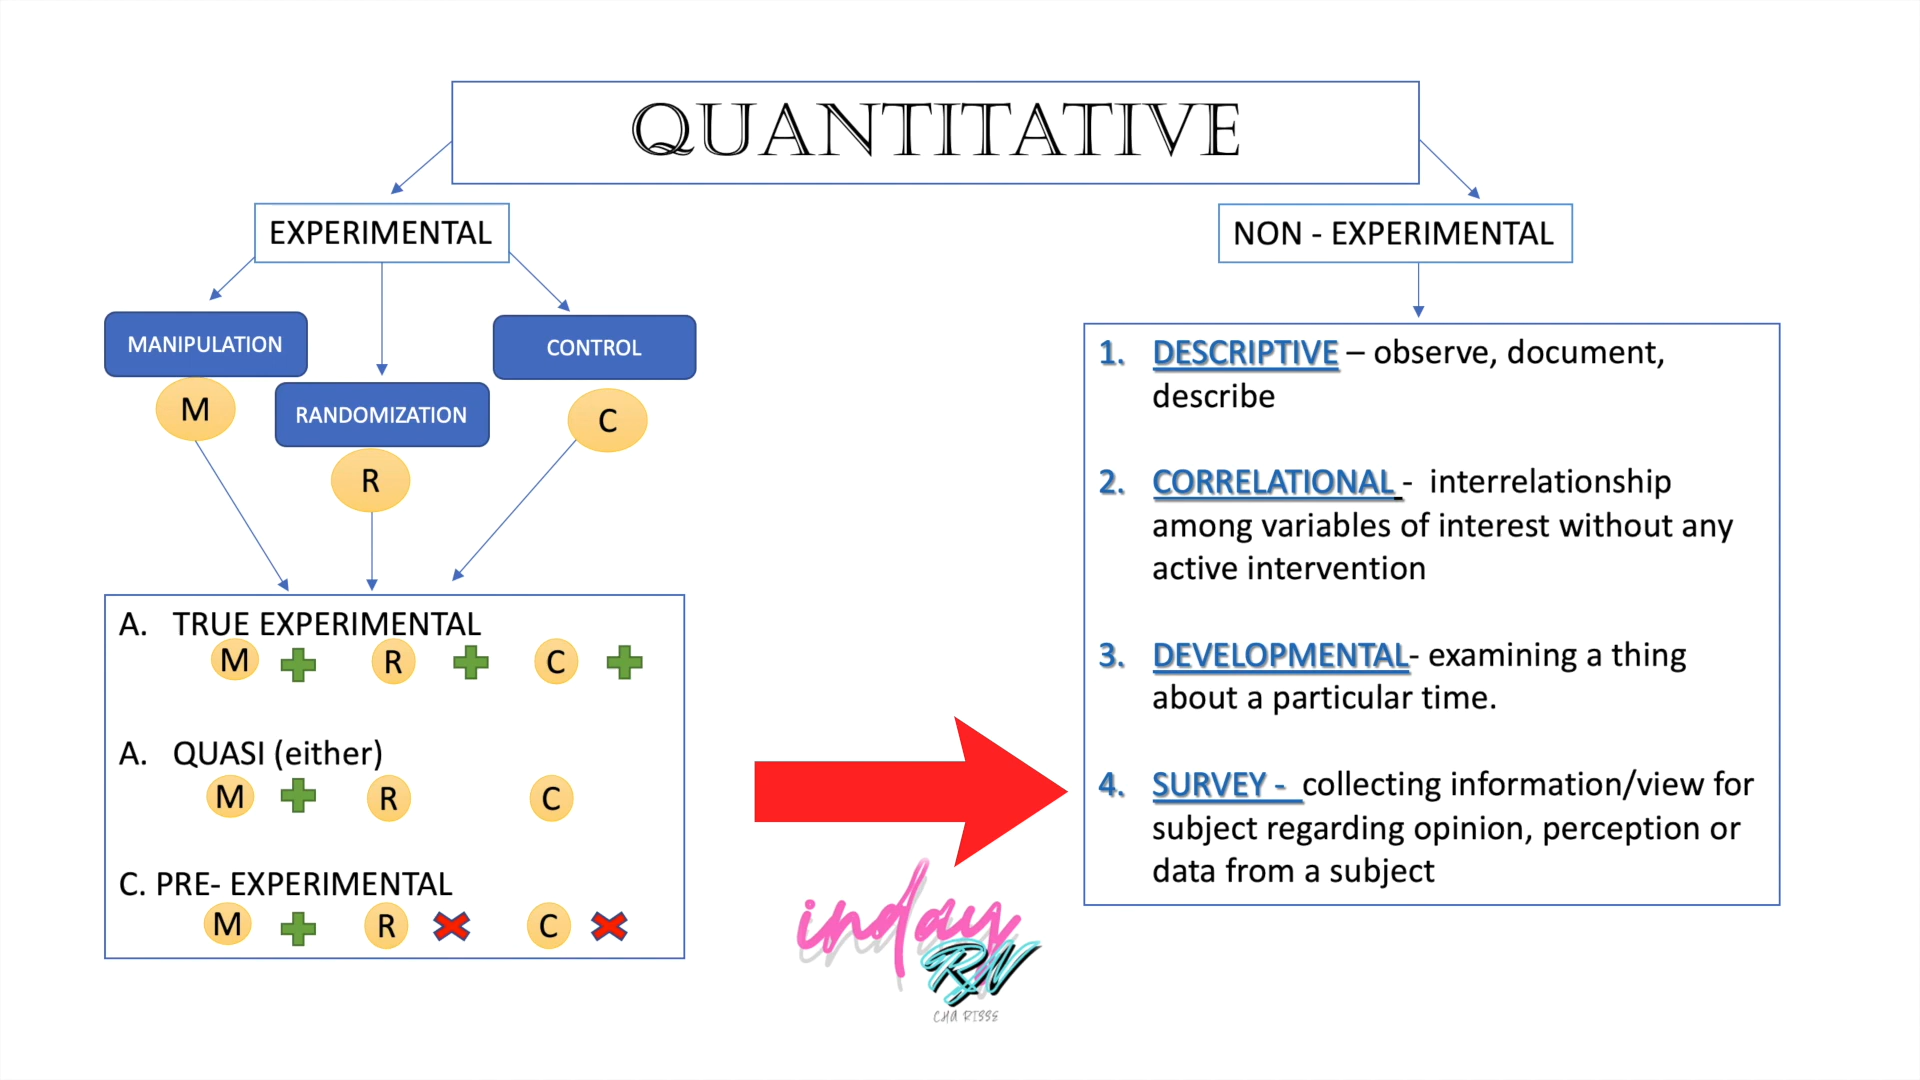 QUANTITATIVE
EXPERIMENTAL
MANIPULATION
M
RANDOMIZATION
R
CONTROL
C
A. TRUE EXPERIMENTAL
M R C
A. QUASI (either)
M R C
C. PRE- EXPERIMENTAL
M R C
NON - EXPERIMENTAL
1. DESCRIPTIVE – observe, document,
describe
2. CORRELATIONAL - interrelationship
among variables of interest without any
active intervention
3. DEVELOPMENTAL- examining a thing
about a particular time.
4. SURVEY - collecting information/view for
subject regarding opinion, perception or
data from a subject
inday
RN
CHA RISSE